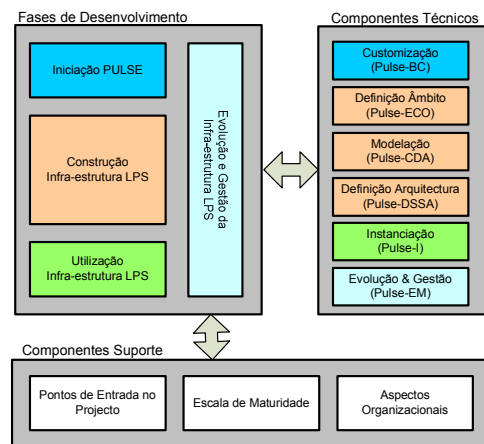 Fases de Desenvolvimento
Iniciação PULSE
Construção
Infra-estrutura LPS
Utilização
Infra-estrutura LPS
Evolução e Gestão da
Infra-estrutura LPS
Componentes Técnicos
Customização
(Pulse-BC)
Definição Âmbito
(Pulse-ECO)
Modelação
(Pulse-CDA)
Definição Arquitectura
(Pulse-DSSA)
Instanciação
(Pulse-I)
Evolução & Gestão
(Pulse-EM)
Componentes Suporte
Pontos de Entrada no
Projecto
Escala de Maturidade
Aspectos
Organizacionais